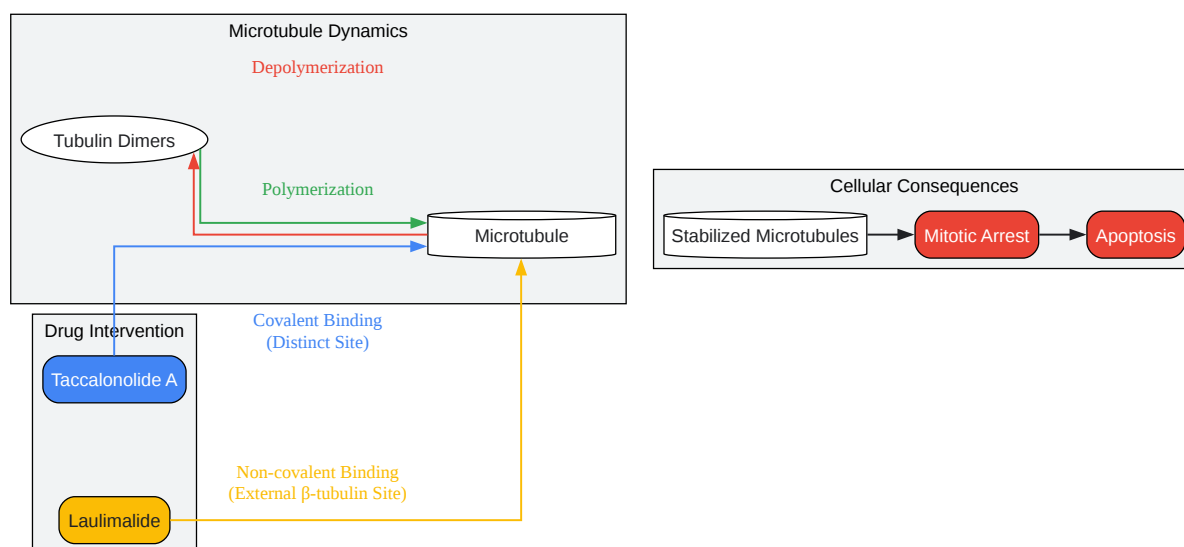 Microtubule Dynamics
Depolymerization
Tubulin Dimers
Polymerization
Microtubule
Cellular Consequences
Stabilized Microtubules
Mitotic Arrest
Apoptosis
Drug Intervention
Covalent Binding
(Distinct Site)
Taccalonolide A
Non-covalent Binding
(External β-tubulin Site)
Laulimalide